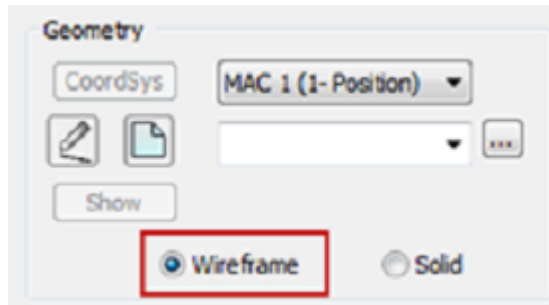 Geometry
CoordSys MAC 1 (1- Position)
...
Show
Wireframe Solid